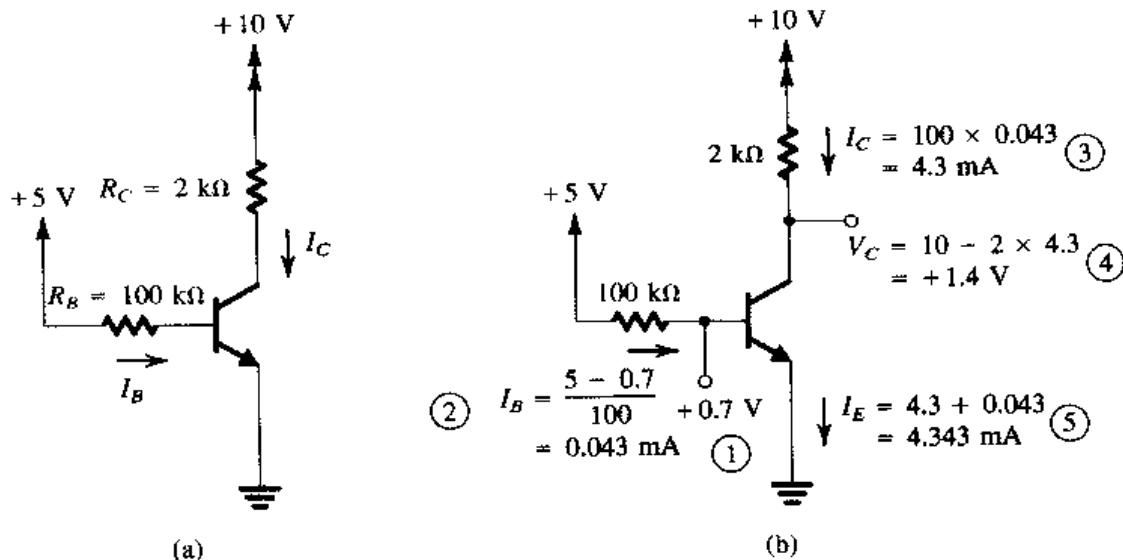 +10 V
R_C = 2 kΩ
+5 V
I_C
R_B = 100 kΩ
I_B
(a)
+10 V
2 kΩ
I_C = 100 × 0.043
= 4.3 mA
③
+5 V
V_C = 10 − 2 × 4.3
= +1.4 V
④
100 kΩ
② I_B = (5 − 0.7)/100
= 0.043 mA
+0.7 V
①
I_E = 4.3 + 0.043
= 4.343 mA
⑤
(b)